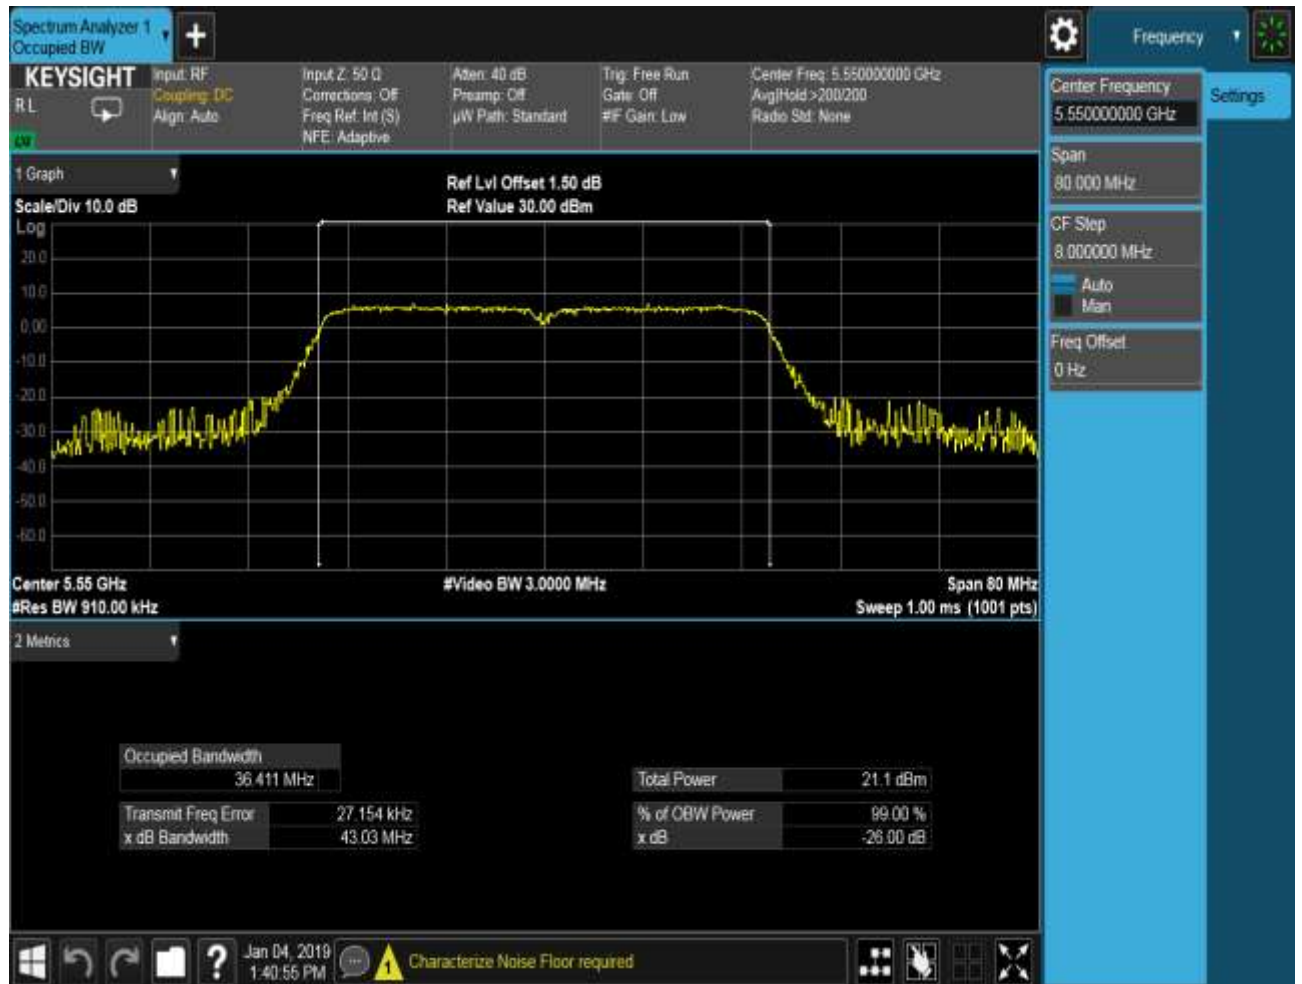 Spectrum Analyzer 1
Occupied BW
Frequency
KEYSIGHT
R L
Input: RF
Coupling: DC
Align: Auto
Input Z: 50 Ω
Corrections: Off
Freq Ref: Int (S)
NFE: Adaptive
Atten: 40 dB
Preamp: Off
µW Path: Standard
Trig: Free Run
Gate: Off
#IF Gain: Low
Center Freq: 5.550000000 GHz
Avg|Hold:>200/200
Radio Std: None
Center Frequency
5.550000000 GHz
Settings
Span
80.000 MHz
CF Step
8.000000 MHz
Auto
Man
Freq Offset
0 Hz
1 Graph
Scale/Div 10.0 dB
Ref Lvl Offset 1.50 dB
Ref Value 30.00 dBm
Log
20.0
10.0
0.00
-10.0
-20.0
-30.0
-40.0
-50.0
-60.0
Center 5.55 GHz
#Video BW 3.0000 MHz
Span 80 MHz
#Res BW 910.00 kHz
Sweep 1.00 ms (1001 pts)
2 Metrics
Occupied Bandwidth
36.411 MHz
Total Power 21.1 dBm
Transmit Freq Error 27.154 kHz
% of OBW Power 99.00 %
x dB Bandwidth 43.03 MHz
x dB -26.00 dB
?
Jan 04, 2019
1:40:55 PM
1
Characterize Noise Floor required